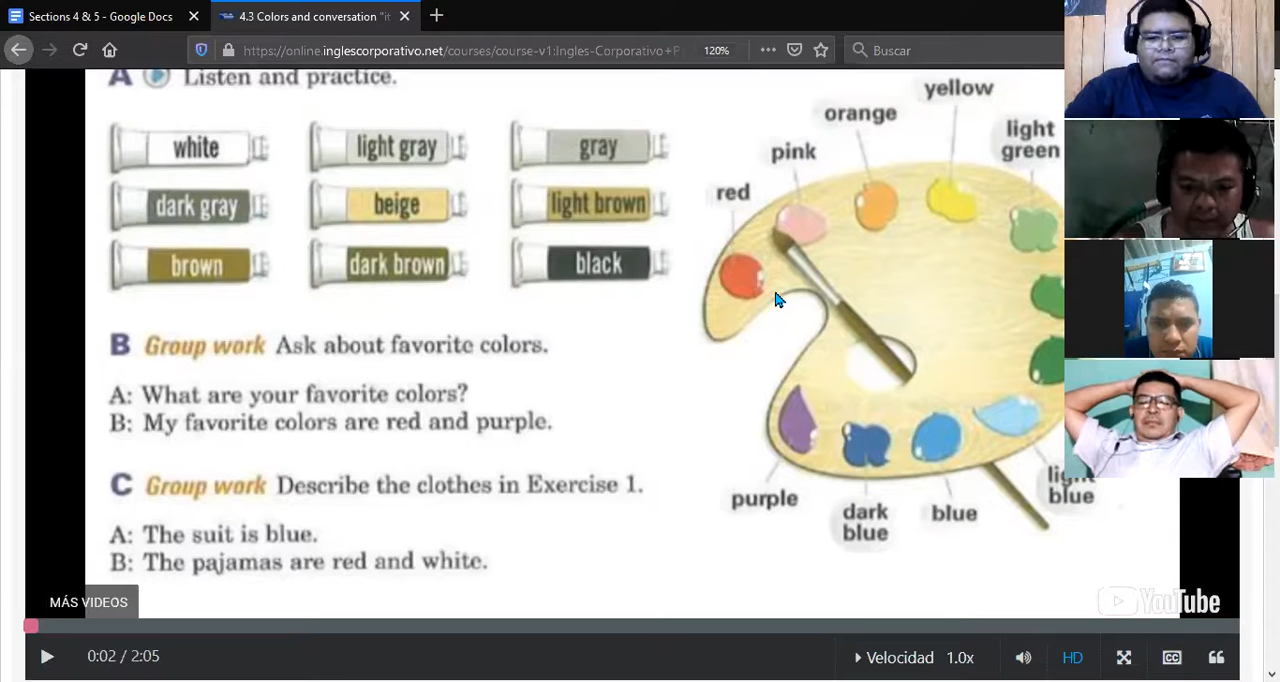 Sections 4 & 5 - Google Docs
4.3 Colors and conversation "it
https://online.inglescorporativo.net/courses/course-v1:Ingles-Corporativo+P
120%
Buscar
A Listen and practice.
white
light gray
gray
dark gray
beige
light brown
brown
dark brown
black
red
pink
orange
yellow
light
green
purple
dark
blue
blue
light
blue
B Group work Ask about favorite colors.
A: What are your favorite colors?
B: My favorite colors are red and purple.
C Group work Describe the clothes in Exercise 1.
A: The suit is blue.
B: The pajamas are red and white.
MÁS VIDEOS
YouTube
0:02 / 2:05
Velocidad 1.0x
HD
CC